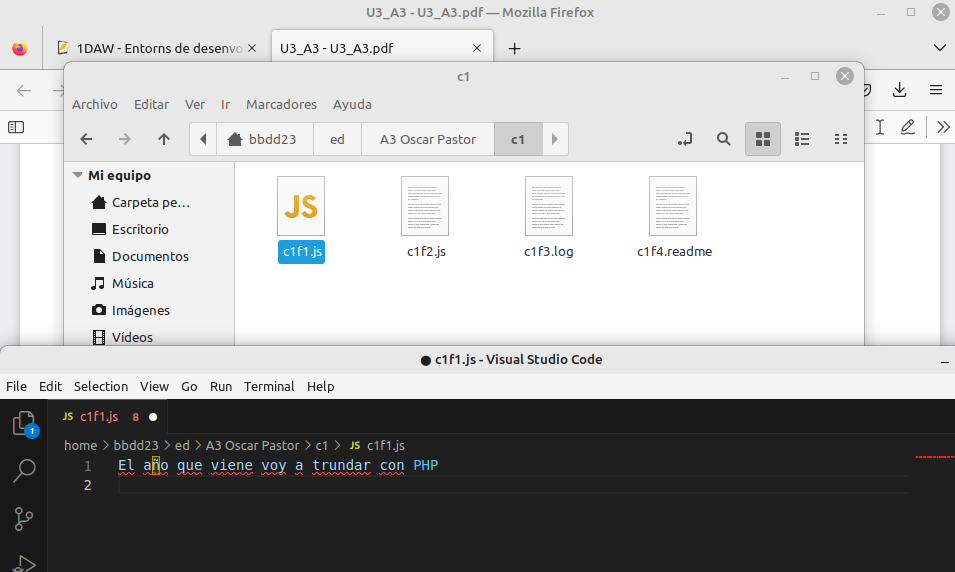 U3_A3 - U3_A3.pdf — Mozilla Firefox
1DAW - Entorns de desenvo
U3_A3 - U3_A3.pdf
c1
Archivo Editar Ver Ir Marcadores Ayuda
bbdd23 ed A3 Oscar Pastor c1
Mi equipo
Carpeta pe...
Escritorio
Documentos
Música
Imágenes
Vídeos
JS
c1f1.js c1f2.js c1f3.log c1f4.readme
● c1f1.js - Visual Studio Code
File Edit Selection View Go Run Terminal Help
1
JS c1f1.js 8 ●
home > bbdd23 > ed > A3 Oscar Pastor > c1 > JS c1f1.js
1 El año que viene voy a trundar con PHP
2